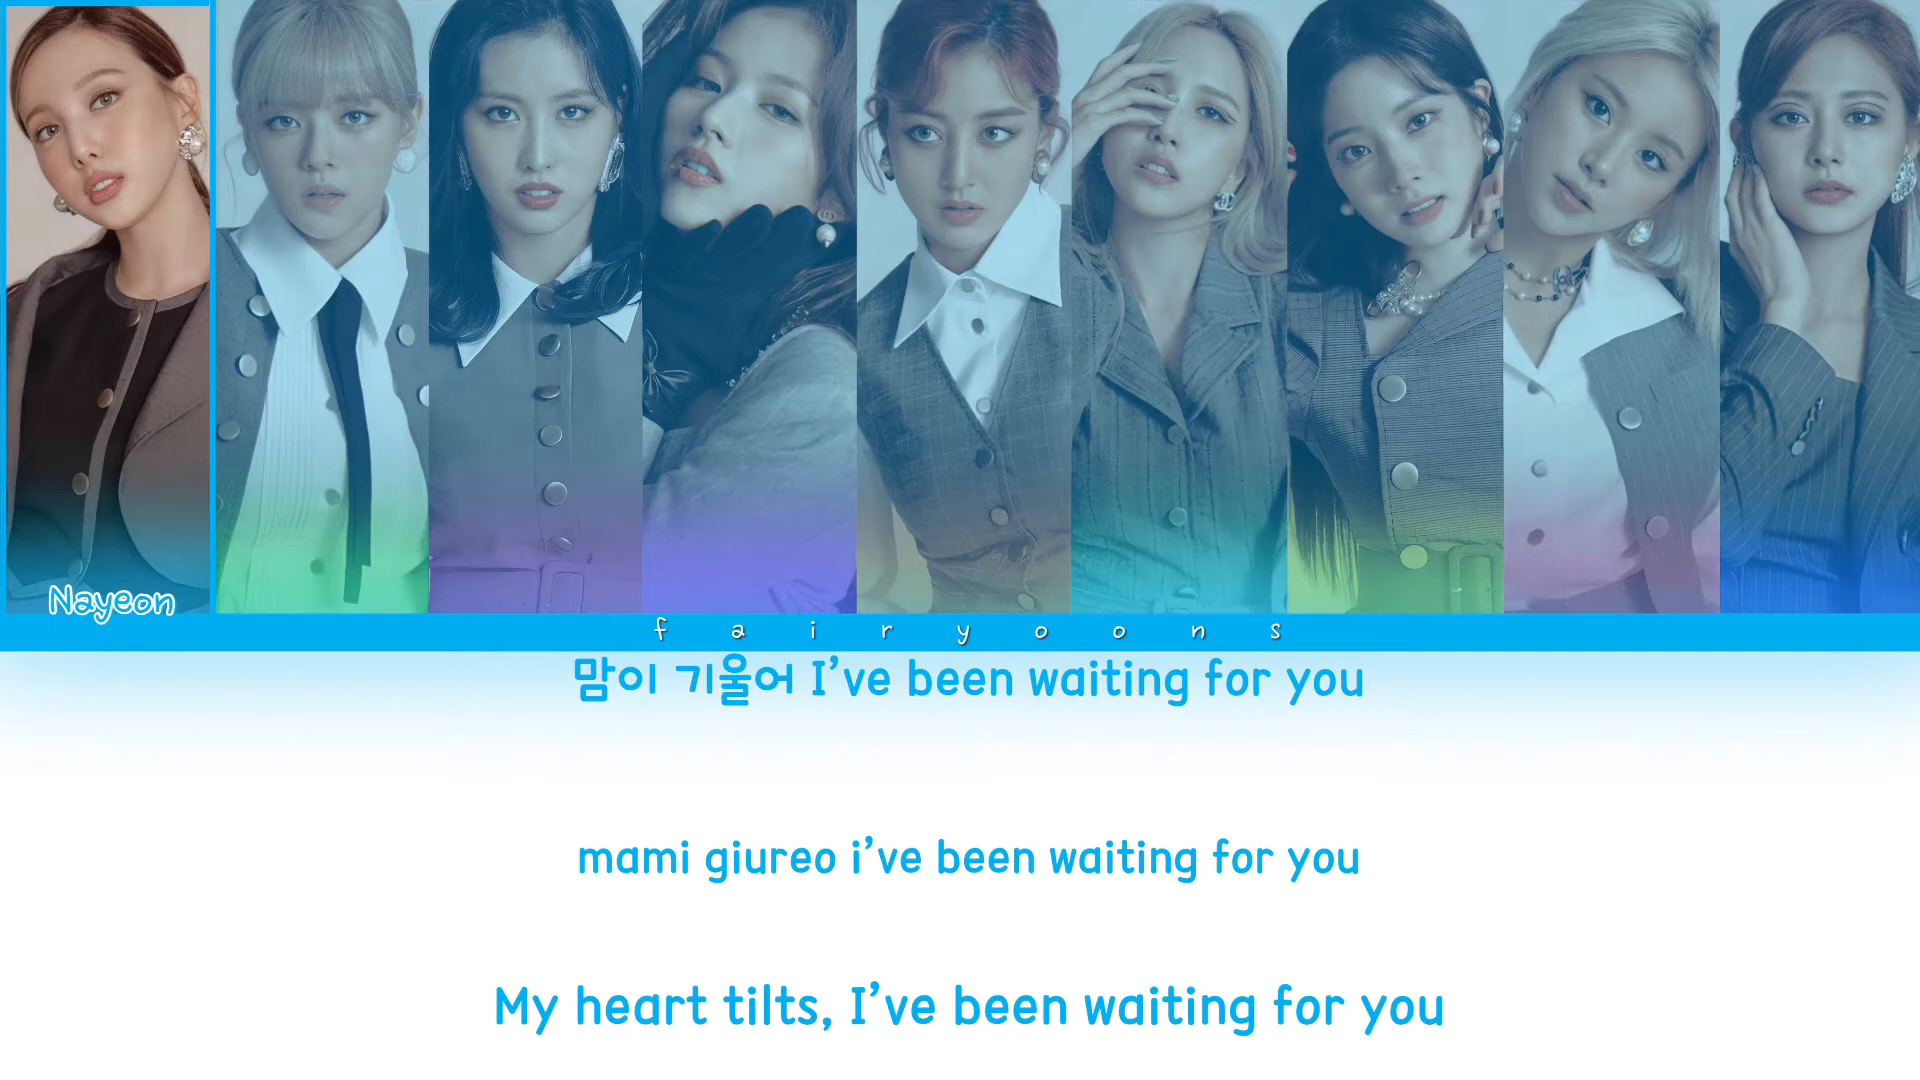 Nayeon
f a i r y o o n s
맘이 기울어 I've been waiting for you
mami giureo i've been waiting for you
My heart tilts, I've been waiting for you